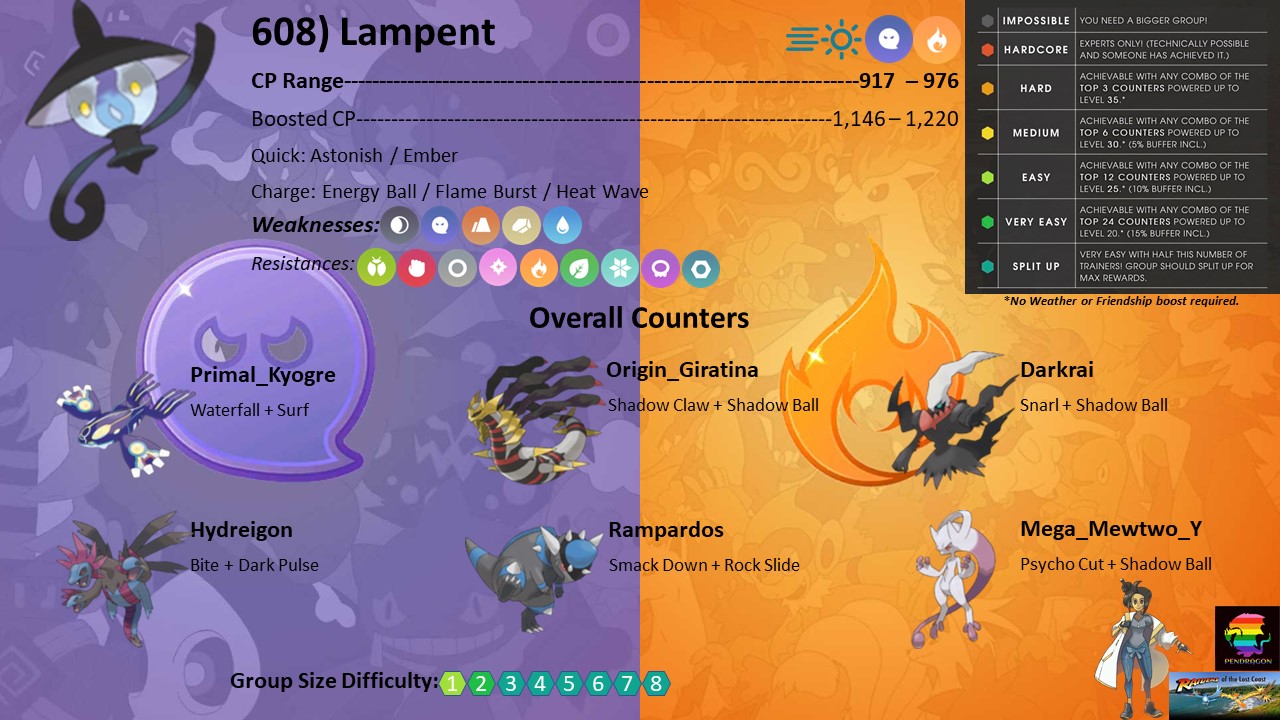 608) Lampent
CP Range---917 – 976
Boosted CP---1,146 – 1,220
Quick: Astonish / Ember
Charge: Energy Ball / Flame Burst / Heat Wave
Weaknesses:
Resistances:
IMPOSSIBLE YOU NEED A BIGGER GROUP!
HARDCORE EXPERTS ONLY! (TECHNICALLY POSSIBLE
AND SOMEONE HAS ACHIEVED IT.)
HARD ACHIEVABLE WITH ANY COMBO OF THE
TOP 3 COUNTERS POWERED UP TO
LEVEL 35.*
MEDIUM ACHIEVABLE WITH ANY COMBO OF THE
TOP 6 COUNTERS POWERED UP TO
LEVEL 30.* (5% BUFFER INCL.)
EASY ACHIEVABLE WITH ANY COMBO OF THE
TOP 12 COUNTERS POWERED UP TO
LEVEL 25.* (10% BUFFER INCL.)
VERY EASY ACHIEVABLE WITH ANY COMBO OF THE
TOP 24 COUNTERS POWERED UP TO
LEVEL 20.* (15% BUFFER INCL.)
SPLIT UP VERY EASY WITH HALF THIS NUMBER OF
TRAINERS! GROUP SHOULD SPLIT UP FOR
MAX REWARDS.
*No Weather or Friendship boost required.
Overall Counters
Primal_Kyogre
Waterfall + Surf
Origin_Giratina
Shadow Claw + Shadow Ball
Darkrai
Snarl + Shadow Ball
Hydreigon
Bite + Dark Pulse
Rampardos
Smack Down + Rock Slide
Mega_Mewtwo_Y
Psycho Cut + Shadow Ball
Group Size Difficulty: 1 2 3 4 5 6 7 8
PENDRAGON
RAIDERS of the Lost Coast